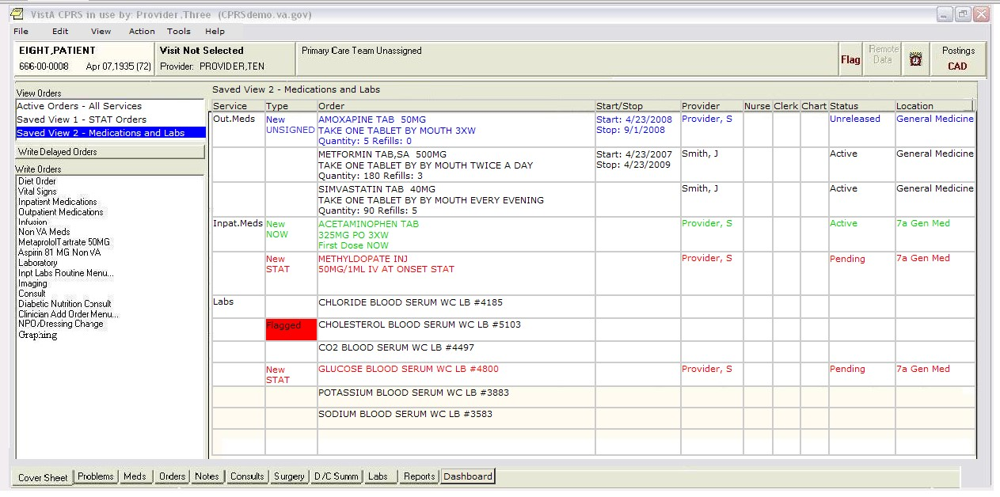 VistA CPRS in use by: Provider,Three (CPRSdemo.va.gov)
File Edit View Action Tools Help
EIGHT,PATIENT
666-00-0008 Apr 07,1935 (72)
Visit Not Selected
Provider: PROVIDER,TEN
Primary Care Team Unassigned
Flag
Remote
Data
Postings
CAD
View Orders
Active Orders - All Services
Saved View 1 - STAT Orders
Saved View 2 - Medications and Labs
Write Delayed Orders
Write Orders
Diet Order
Vital Signs
Inpatient Medications
Outpatient Medications
Infusion
Non VA Meds
MetaprololTartrate 50MG
Aspirin 81 MG Non VA
Laboratory
Inpt Labs Routine Menu...
Imaging
Consult
Diabetic Nutrition Consult
Clinician Add Order Menu...
NPO/Dressing Change
Graphing
Saved View 2 - Medications and Labs
Service Type Order Start/Stop Provider Nurse Clerk Chart Status Location
Out.Meds New AMOXAPINE TAB 50MG Start: 4/23/2008 Provider, S Unreleased General Medicine
UNSIGNED TAKE ONE TABLET BY MOUTH 3XW Stop: 9/1/2008
Quantity: 5 Refills: 0
METFORMIN TAB,SA 500MG Start: 4/23/2007 Smith, J Active General Medicine
TAKE ONE TABLET BY BY MOUTH TWICE A DAY Stop: 4/23/2009
Quantity: 180 Refills: 3
SIMVASTATIN TAB 40MG Smith, J Active General Medicine
TAKE ONE TABLET BY BY MOUTH EVERY EVENING
Quantity: 90 Refills: 5
Inpat.Meds New ACETAMINOPHEN TAB Provider, S Active 7a Gen Med
NOW 325MG PO 3XW
First Dose NOW
New METHYLDOPATE INJ Provider, S Pending 7a Gen Med
STAT 50MG/1ML IV AT ONSET STAT
Labs CHLORIDE BLOOD SERUM WC LB #4185
Flagged CHOLESTEROL BLOOD SERUM WC LB #5103
CO2 BLOOD SERUM WC LB #4497
New GLUCOSE BLOOD SERUM WC LB #4800 Provider, S Pending 7a Gen Med
STAT
POTASSIUM BLOOD SERUM WC LB #3883
SODIUM BLOOD SERUM WC LB #3583
Cover Sheet Problems Meds Orders Notes Consults Surgery D/C Summ Labs Reports Dashboard